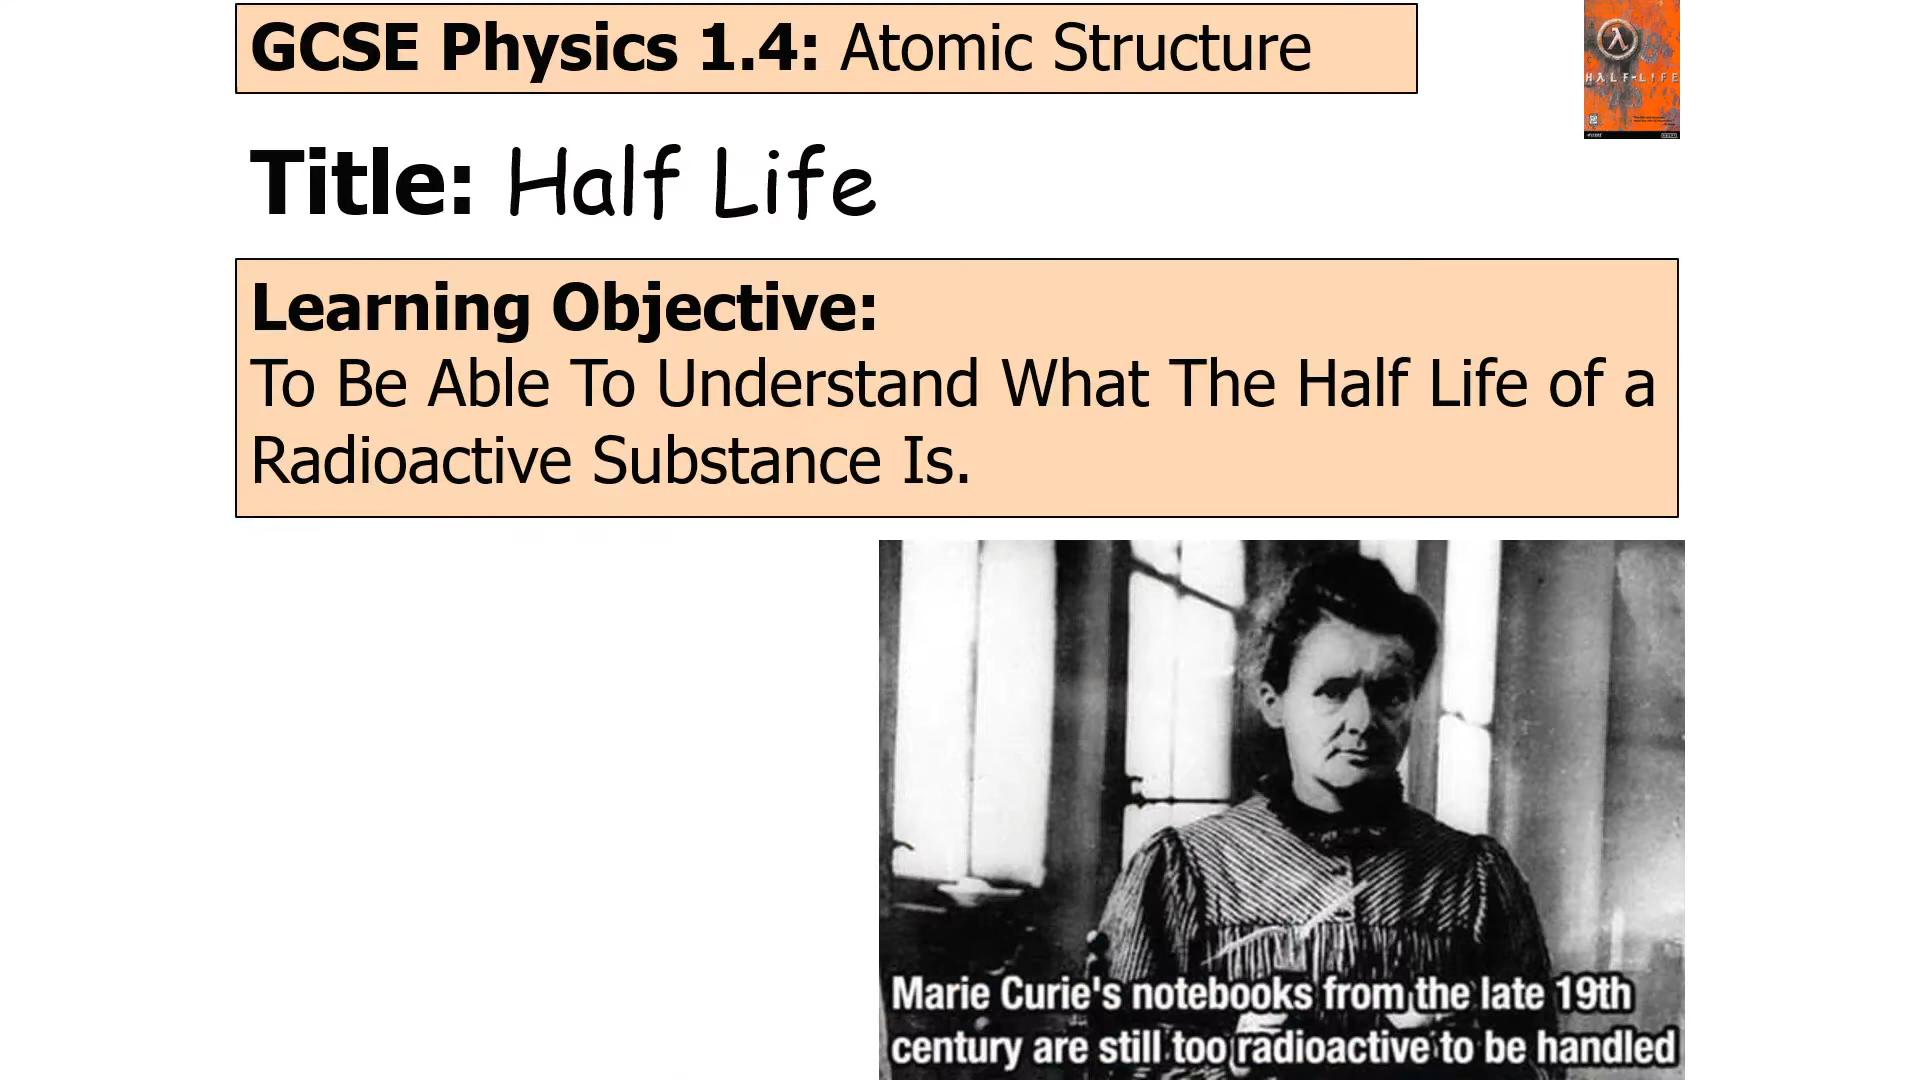 GCSE Physics 1.4: Atomic Structure
HALF-LIFE
Title: Half Life
Learning Objective:
To Be Able To Understand What The Half Life of a
Radioactive Substance Is.
Marie Curie's notebooks from the late 19th
century are still too radioactive to be handled